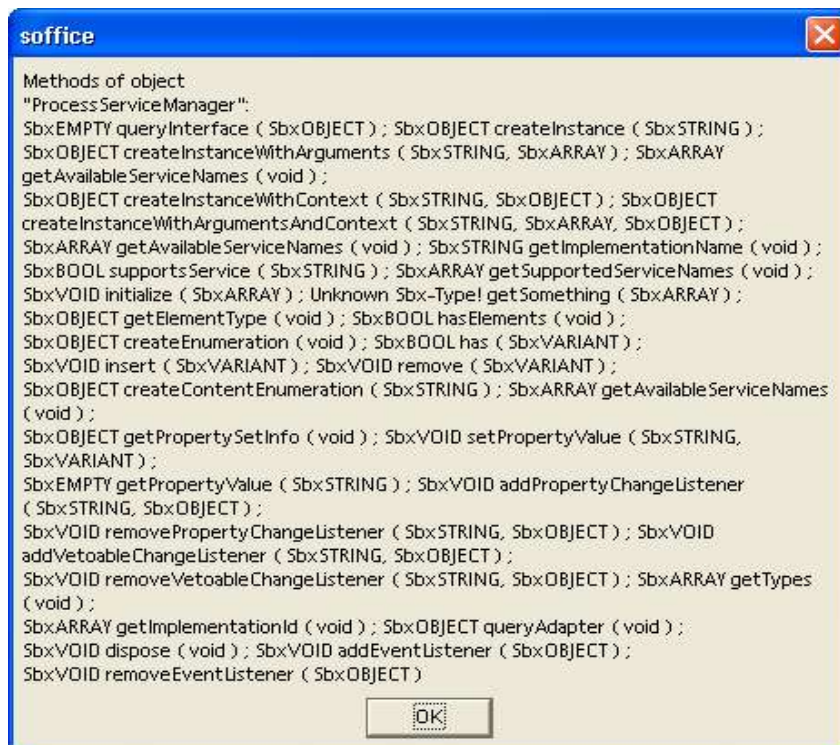 soffice
Methods of object
"ProcessServiceManager":
SbxEMPTY queryInterface ( SbxOBJECT ) ; SbxOBJECT createInstance ( SbxSTRING ) ;
SbxOBJECT createInstanceWithArguments ( SbxSTRING, SbxARRAY ) ; SbxARRAY
getAvailableServiceNames ( void ) ;
SbxOBJECT createInstanceWithContext ( SbxSTRING, SbxOBJECT ) ; SbxOBJECT
createInstanceWithArgumentsAndContext ( SbxSTRING, SbxARRAY, SbxOBJECT ) ;
SbxARRAY getAvailableServiceNames ( void ) ; SbxSTRING getImplementationName ( void ) ;
SbxBOOL supportsService ( SbxSTRING ) ; SbxARRAY getSupportedServiceNames ( void ) ;
SbxVOID initialize ( SbxARRAY ) ; Unknown Sbx-Type! getSomething ( SbxARRAY ) ;
SbxOBJECT getElementType ( void ) ; SbxBOOL hasElements ( void ) ;
SbxOBJECT createEnumeration ( void ) ; SbxBOOL has ( SbxVARIANT ) ;
SbxVOID insert ( SbxVARIANT ) ; SbxVOID remove ( SbxVARIANT ) ;
SbxOBJECT createContentEnumeration ( SbxSTRING ) ; SbxARRAY getAvailableServiceNames
( void ) ;
SbxOBJECT getPropertySetInfo ( void ) ; SbxVOID setPropertyValue ( SbxSTRING,
SbxVARIANT ) ;
SbxEMPTY getPropertyValue ( SbxSTRING ) ; SbxVOID addPropertyChangeListener
( SbxSTRING, SbxOBJECT ) ;
SbxVOID removePropertyChangeListener ( SbxSTRING, SbxOBJECT ) ; SbxVOID
addVetoableChangeListener ( SbxSTRING, SbxOBJECT ) ;
SbxVOID removeVetoableChangeListener ( SbxSTRING, SbxOBJECT ) ; SbxARRAY getTypes
( void ) ;
SbxARRAY getImplementationId ( void ) ; SbxOBJECT queryAdapter ( void ) ;
SbxVOID dispose ( void ) ; SbxVOID addEventListener ( SbxOBJECT ) ;
SbxVOID removeEventListener ( SbxOBJECT )
OK